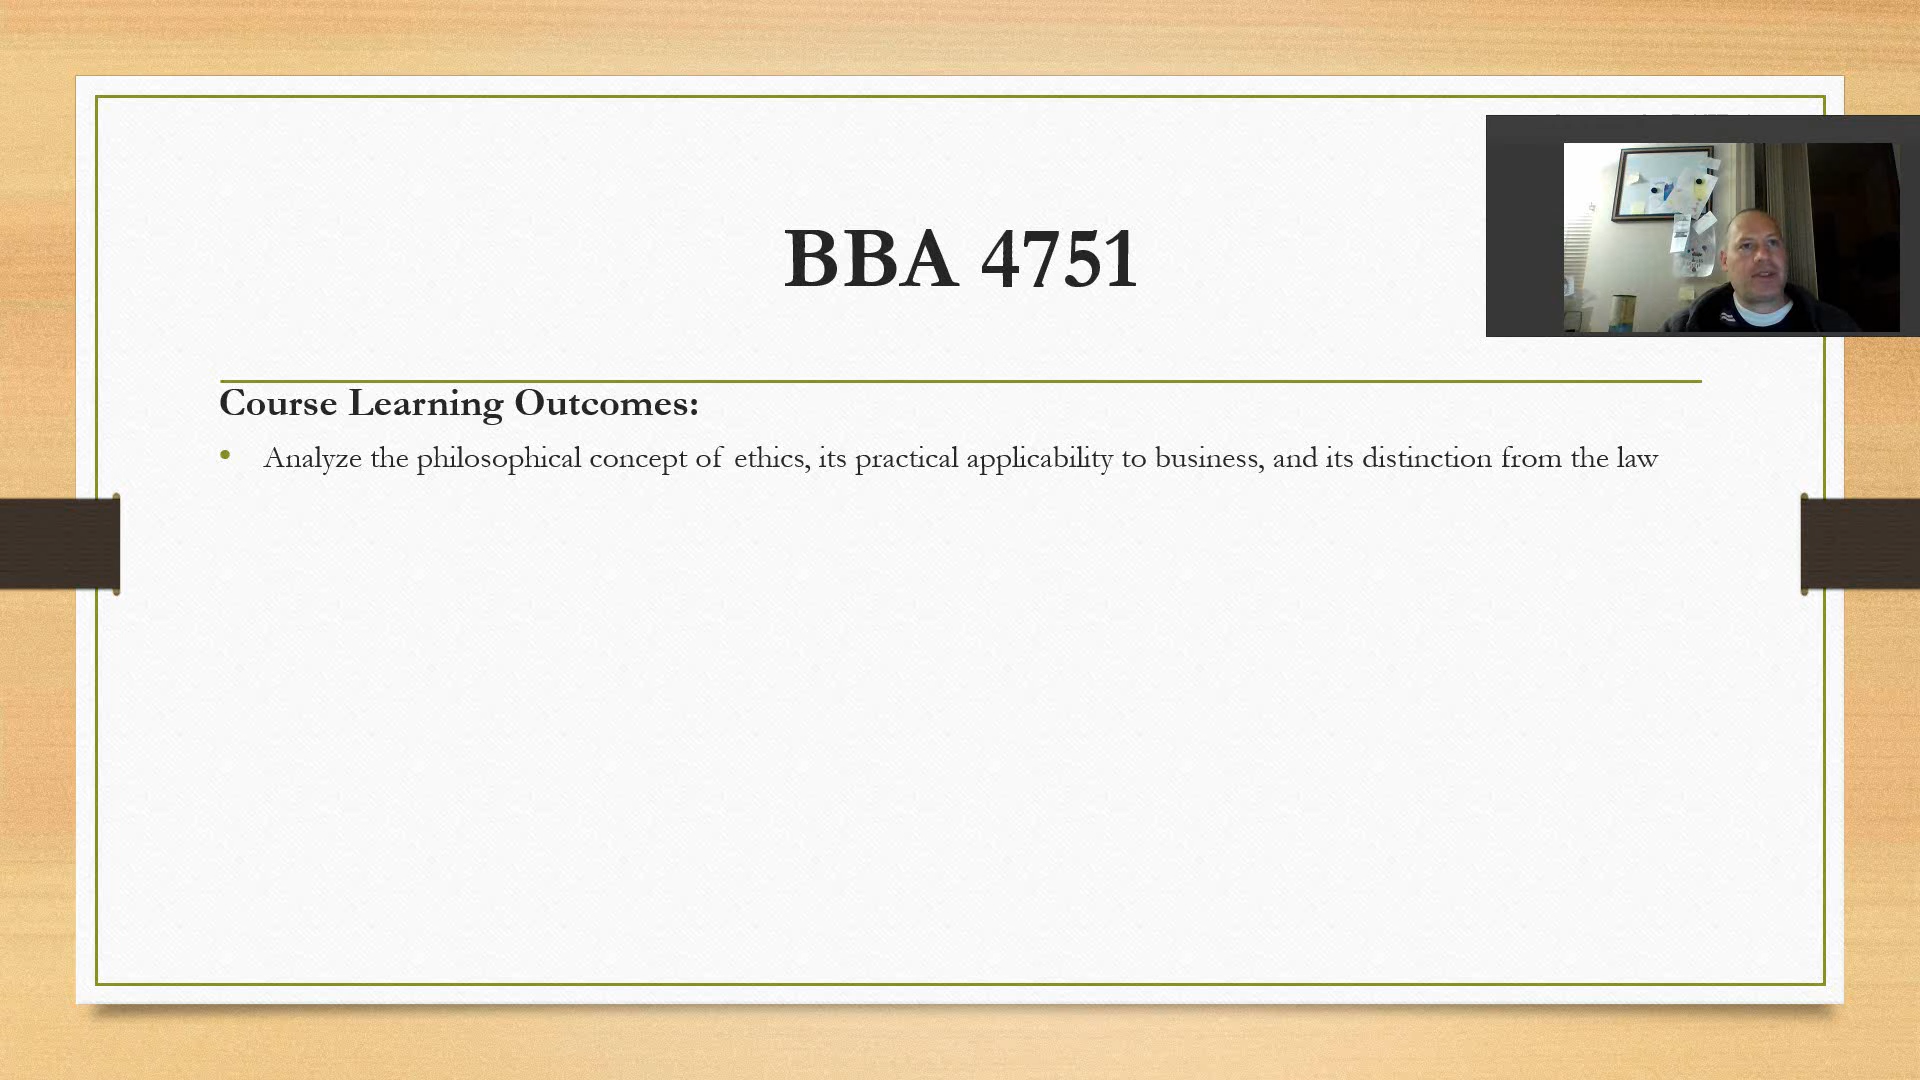 BBA 4751
Course Learning Outcomes:
• Analyze the philosophical concept of ethics, its practical applicability to business, and its distinction from the law